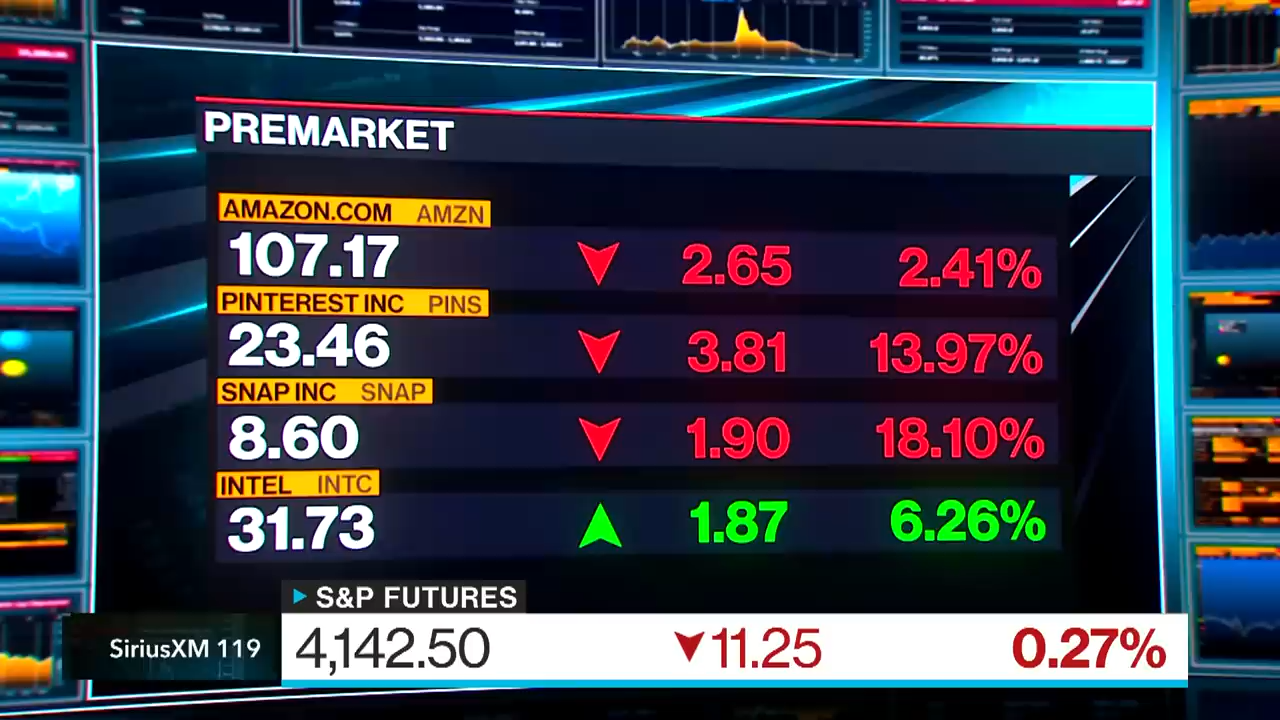 PREMARKET
AMAZON.COM AMZN
107.17 2.65 2.41%
PINTEREST INC PINS
23.46 3.81 13.97%
SNAP INC SNAP
8.60 1.90 18.10%
INTEL INTC
31.73 1.87 6.26%
S&P FUTURES
SiriusXM 119 4,142.50 11.25 0.27%